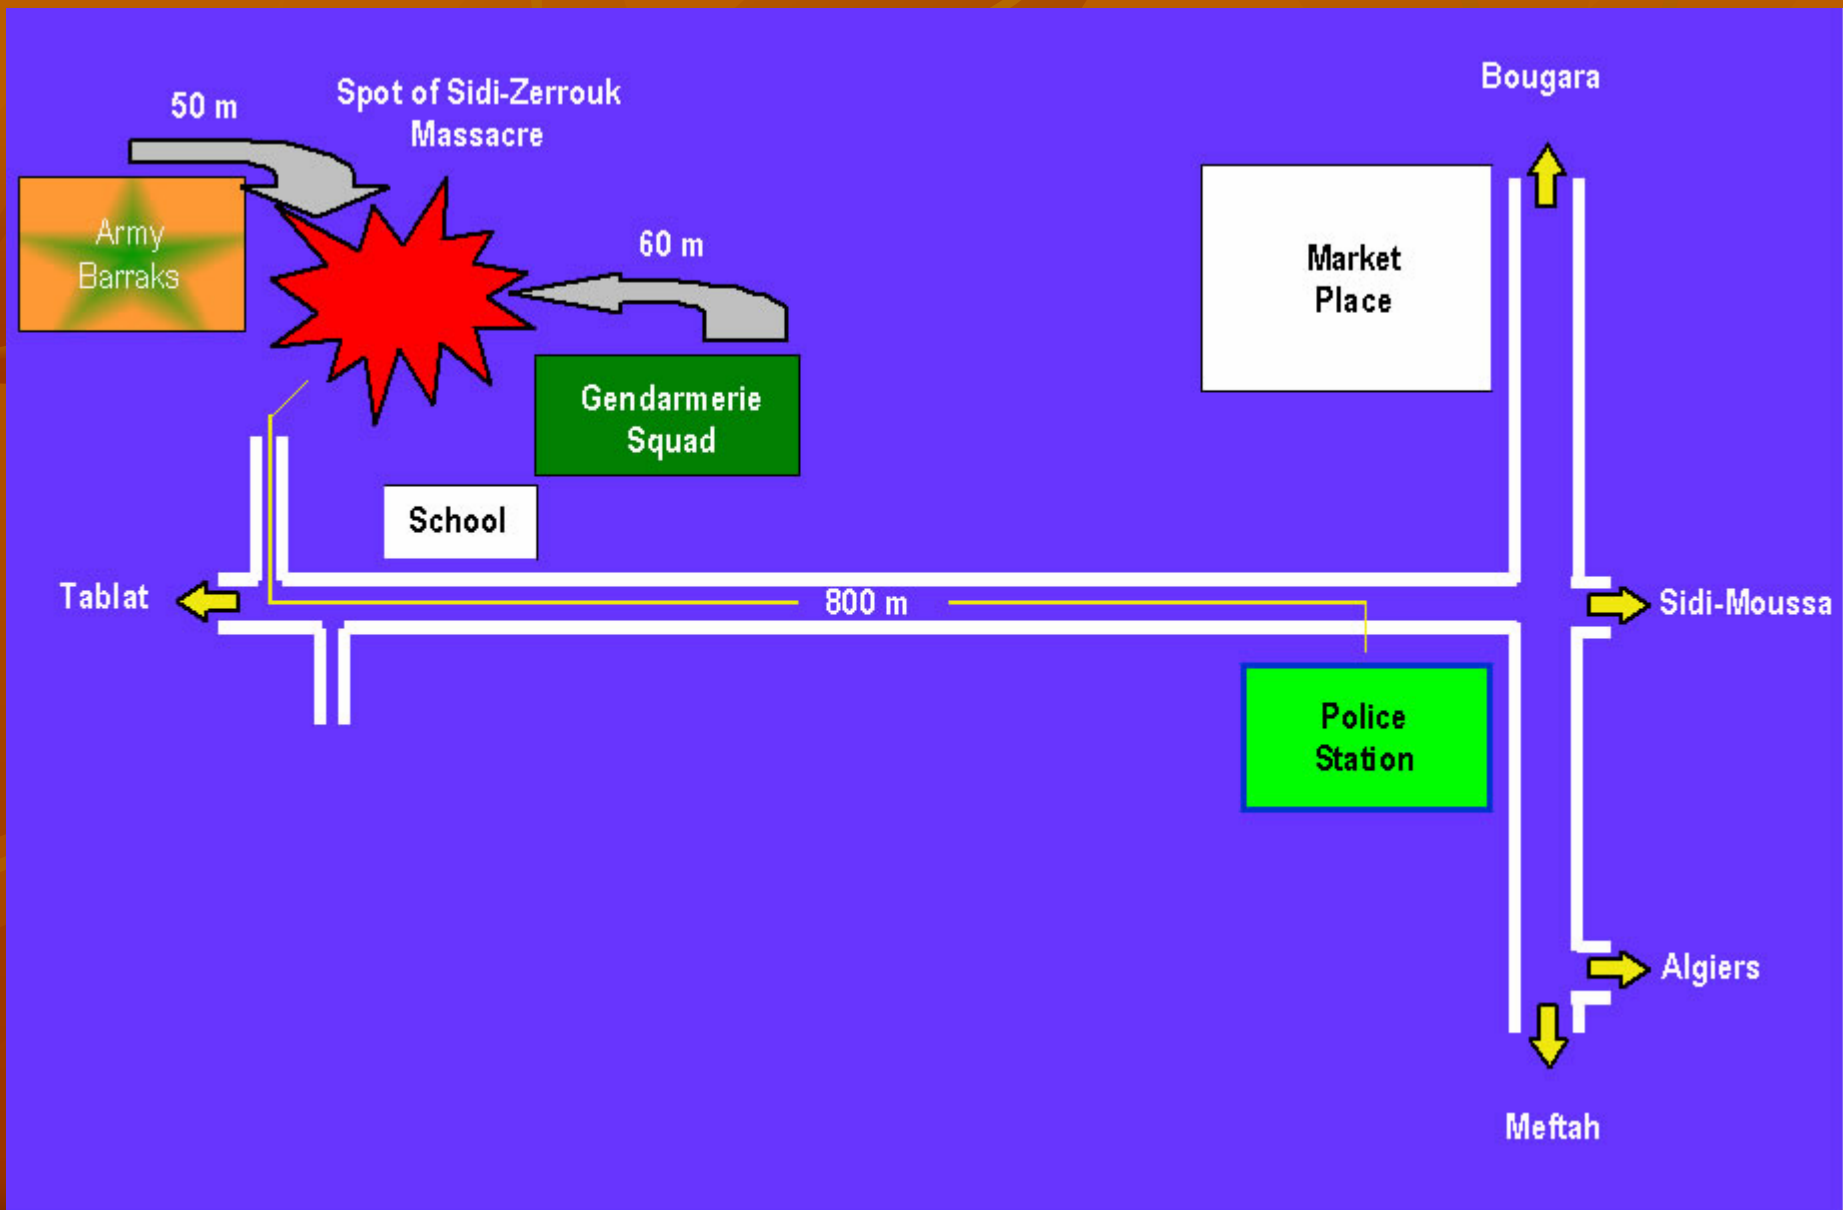 Bougara
Spot of Sidi-Zerrouk
Massacre
50 m
Army
Barraks
60 m
Market
Place
Gendarmerie
Squad
School
Tablat
800 m
Sidi-Moussa
Police
Station
Algiers
Meftah